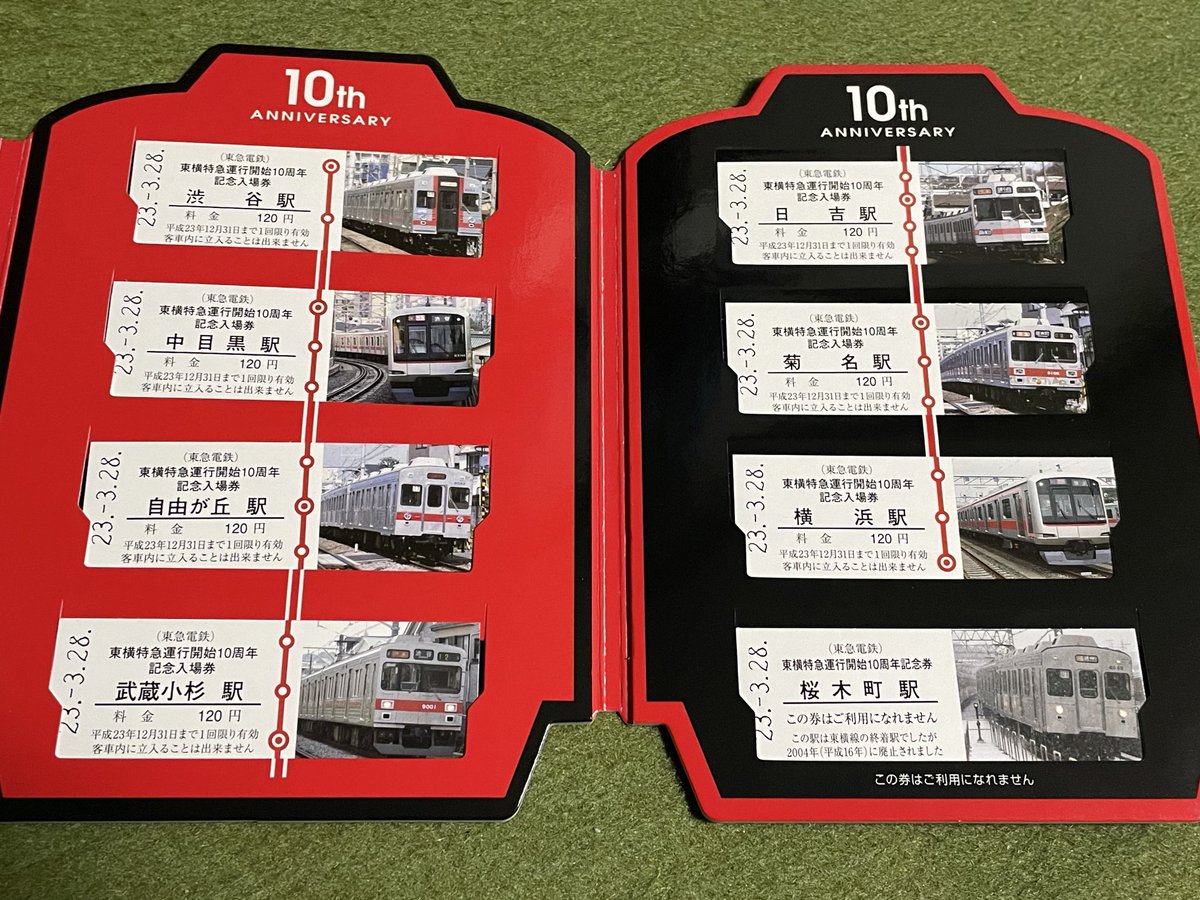 10th
ANNIVERSARY
23.-3.28.
(東急電鉄)
東横特急運行開始10周年
記念入場券
渋谷駅
料金 120円
平成23年12月31日まで1回限り有効
客車内に立入ることは出来ません
23.-3.28.
(東急電鉄)
東横特急運行開始10周年
記念入場券
中目黒駅
料金 120円
平成23年12月31日まで1回限り有効
客車内に立入ることは出来ません
23.-3.28.
(東急電鉄)
東横特急運行開始10周年
記念入場券
自由が丘駅
料金 120円
平成23年12月31日まで1回限り有効
客車内に立入ることは出来ません
23.-3.28.
(東急電鉄)
東横特急運行開始10周年
記念入場券
武蔵小杉駅
料金 120円
平成23年12月31日まで1回限り有効
客車内に立入ることは出来ません
9001
10th
ANNIVERSARY
23.-3.28.
(東急電鉄)
東横特急運行開始10周年
記念入場券
日吉駅
料金 120円
平成23年12月31日まで1回限り有効
客車内に立入ることは出来ません
23.-3.28.
(東急電鉄)
東横特急運行開始10周年
記念入場券
菊名駅
料金 120円
平成23年12月31日まで1回限り有効
客車内に立入ることは出来ません
23.-3.28.
(東急電鉄)
東横特急運行開始10周年
記念入場券
横浜駅
料金 120円
平成23年12月31日まで1回限り有効
客車内に立入ることは出来ません
23.-3.28.
(東急電鉄)
東横特急運行開始10周年記念券
桜木町駅
この券はご利用になれません
この駅は東横線の終着駅でしたが
2004年(平成16年)に廃止されました
この券はご利用になれません